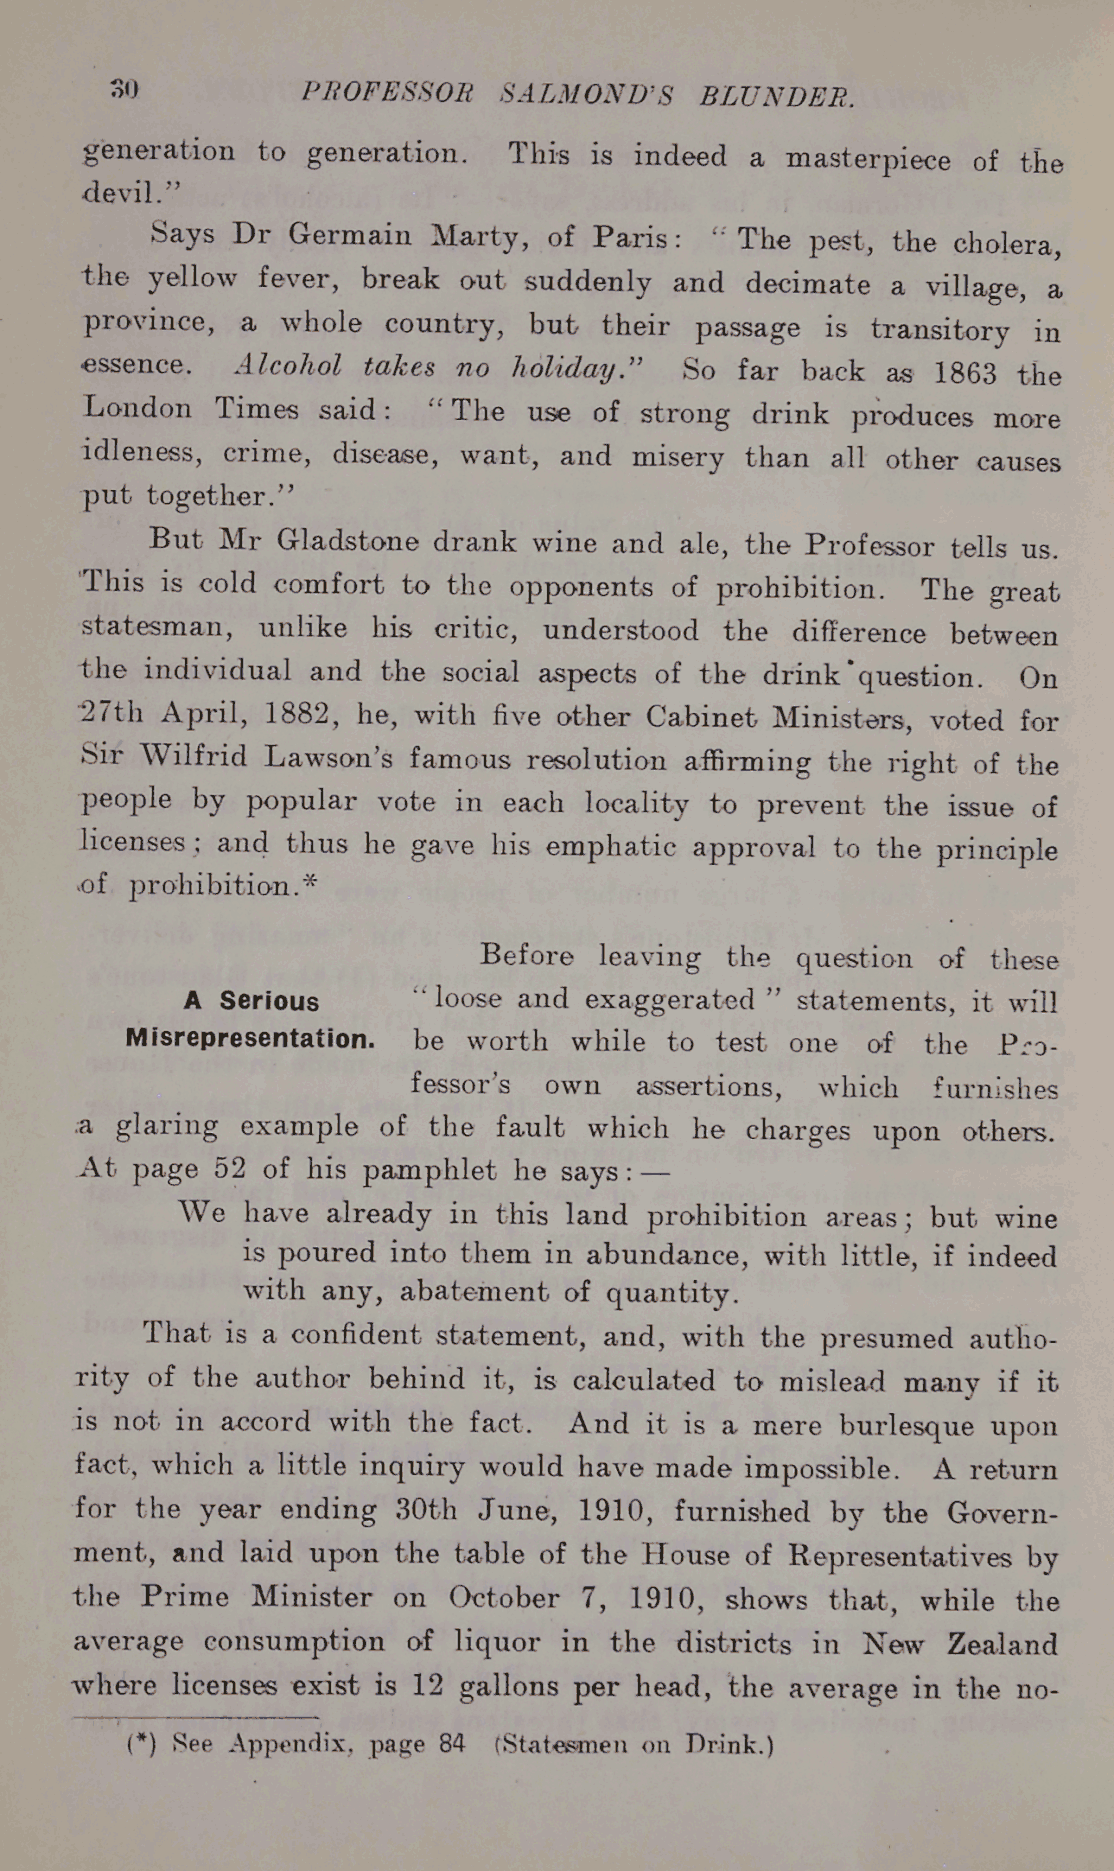 30 PROFESSOR SALMOND'S BLUNDER.
generation to generation. This is indeed a masterpiece of the
devil."
Says Dr Germain Marty, of Paris: "The pest, the cholera,
the yellow fever, break out suddenly and decimate a village, a
province, a whole country, but their passage is transitory in
essence. Alcohol takes no holiday." So far back as 1863 the
London Times said: "The use of strong drink produces more
idleness, crime, disease, want, and misery than all other causes
put together."
But Mr Gladstone drank wine and ale, the Professor tells us.
This is cold comfort to the opponents of prohibition. The great
statesman, unlike his critic, understood the difference between
the individual and the social aspects of the drink question. On
27th April, 1882, he, with five other Cabinet Ministers, voted for
Sir Wilfrid Lawson's famous resolution affirming the right of the
people by popular vote in each locality to prevent the issue of
licenses; and thus he gave his emphatic approval to the principle
of prohibition.*
A Serious
Misrepresentation.
Before leaving the question of these
"loose and exaggerated" statements, it will
be worth while to test one of the Pro-
fessor's own assertions, which furnishes
a glaring example of the fault which he charges upon others.
At page 52 of his pamphlet he says:—
We have already in this land prohibition areas; but wine
is poured into them in abundance, with little, if indeed
with any, abatement of quantity.
That is a confident statement, and, with the presumed autho-
rity of the author behind it, is calculated to mislead many if it
is not in accord with the fact. And it is a mere burlesque upon
fact, which a little inquiry would have made impossible. A return
for the year ending 30th June, 1910, furnished by the Govern-
ment, and laid upon the table of the House of Representatives by
the Prime Minister on October 7, 1910, shows that, while the
average consumption of liquor in the districts in New Zealand
where licenses exist is 12 gallons per head, the average in the no-
(*) See Appendix, page 84 (Statesmen on Drink.)